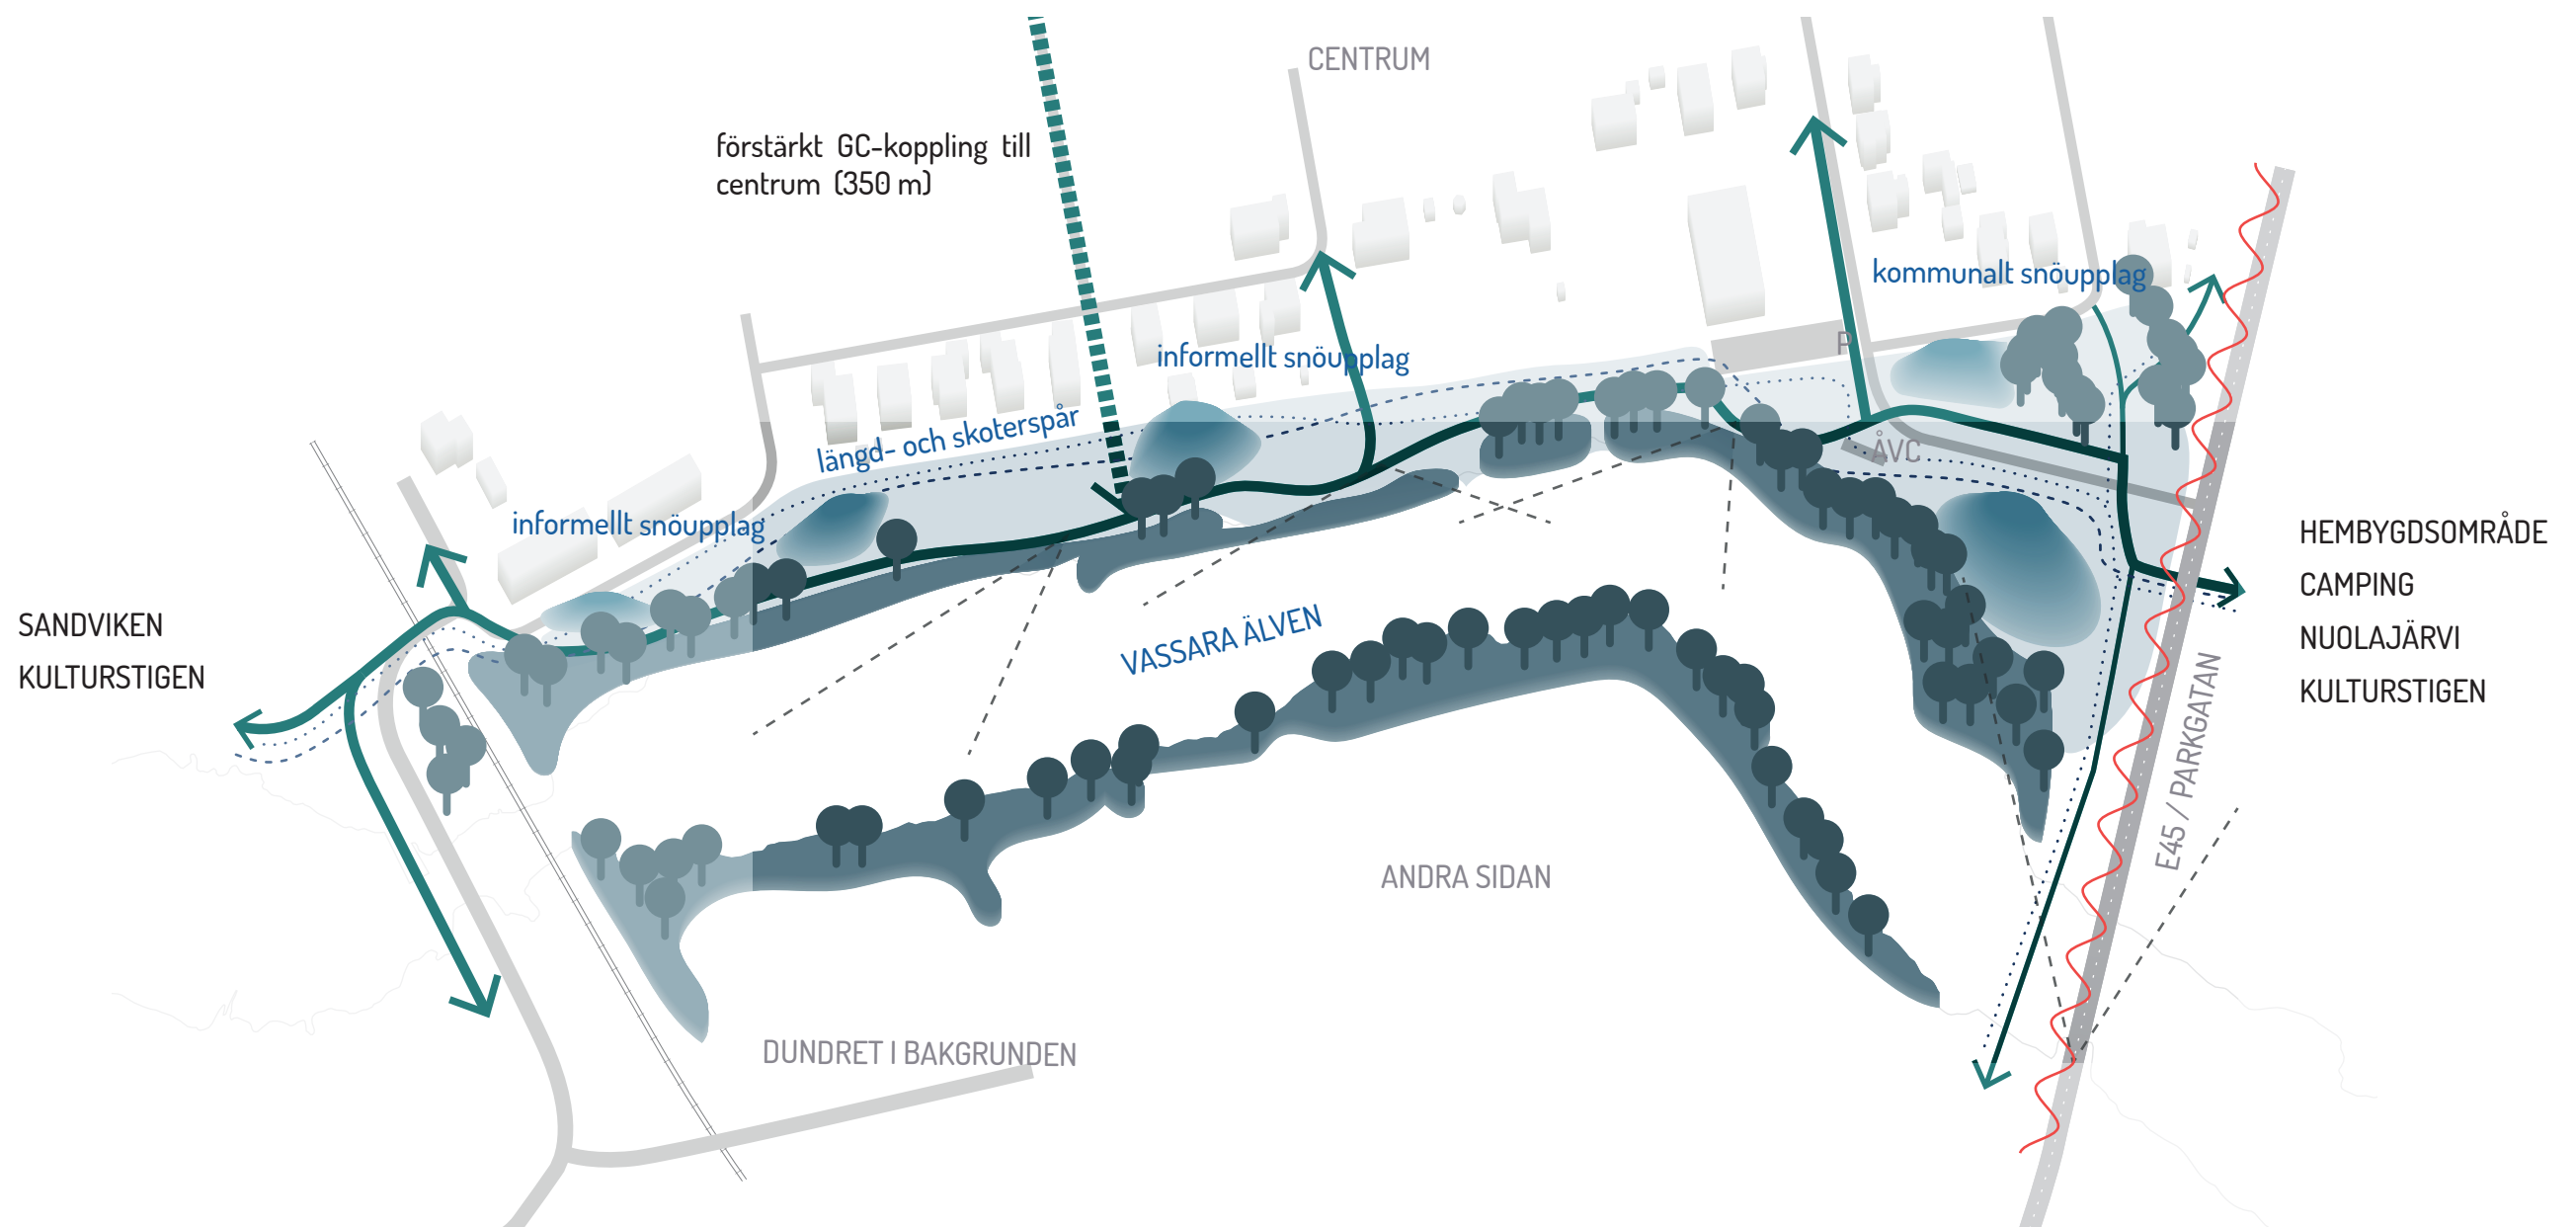 CENTRUM
förstärkt GC-koppling till
centrum (350 m)
kommunalt snöupplag
P
informellt snöupplag
längd- och skoterspår
ÅVC
informellt snöupplag
SANDVIKEN
KULTURSTIGEN
HEMBYGDSOMRÅDE
CAMPING
NUOLAJÄRVI
KULTURSTIGEN
VASSARA ÄLVEN
E45 / PARKGATAN
ANDRA SIDAN
DUNDRET I BAKGRUNDEN